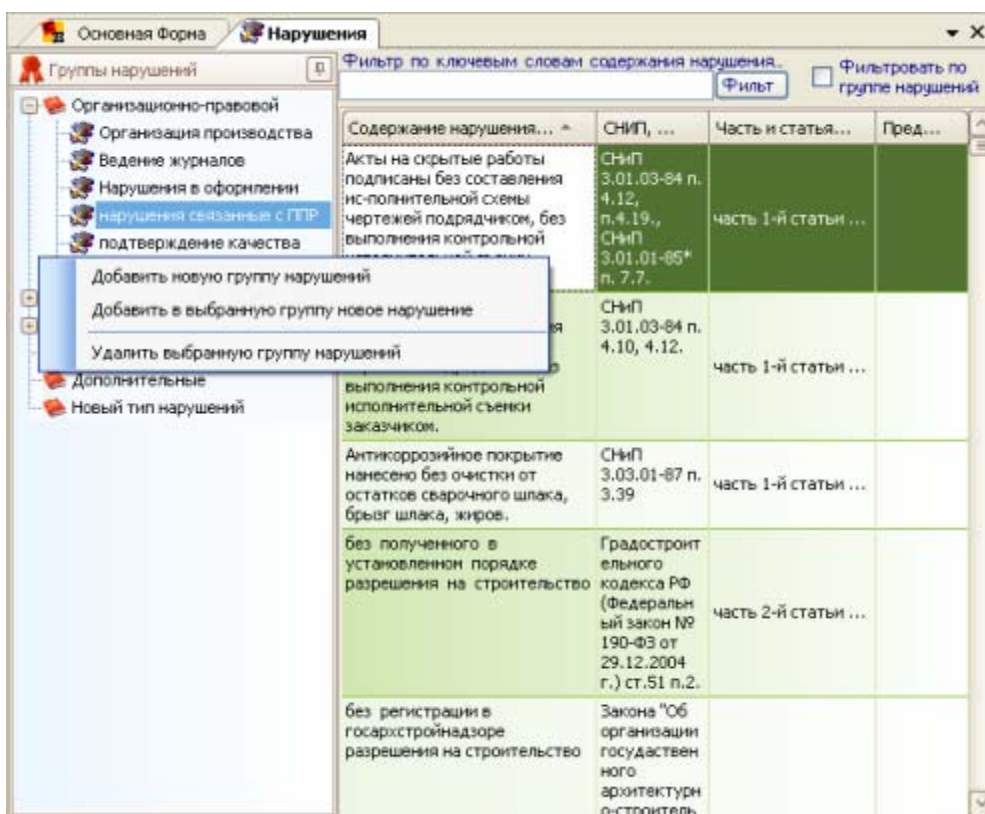 Основная Форма
Нарушения
Группы нарушений
Фильтр по ключевым словам содержания нарушения..
Фильт
Фильтровать по
группе нарушений
Организационно-правовой
Организация производства
Ведение журналов
Нарушения в оформлении
нарушения связанные с ППР
подтверждение качества
Добавить новую группу нарушений
Добавить в выбранную группу новое нарушение
Удалить выбранную группу нарушений
Дополнительные
Новый тип нарушений
Содержание нарушения...
СНИП, ...
Часть и статья...
Пред...
Акты на скрытые работы
подписаны без составления
ис-полнительной схемы
чертежей подрядчиком, без
выполнения контрольной
СНиП
3.01.03-84 п.
4.12,
п.4.19.,
СНиП
3.01.01-85*
п. 7.7.
часть 1-й статьи ...
выполнения контрольной
исполнительной съемки
заказчиком.
СНиП
3.01.03-84 п.
4.10, 4.12.
часть 1-й статьи ...
Антикоррозийное покрытие
нанесено без очистки от
остатков сварочного шлака,
брызг шлака, жиров.
СНиП
3.03.01-87 п.
3.39
часть 1-й статьи ...
без полученного в
установленном порядке
разрешения на строительство
Градостроит
ельного
кодекса РФ
(Федеральн
ый закон №
190-ФЗ от
29.12.2004
г.) ст.51 п.2.
часть 2-й статьи ...
без регистрации в
госархстройнадзоре
разрешения на строительство
Закона "Об
организации
государствен
ного
архитектурн
о-строитель